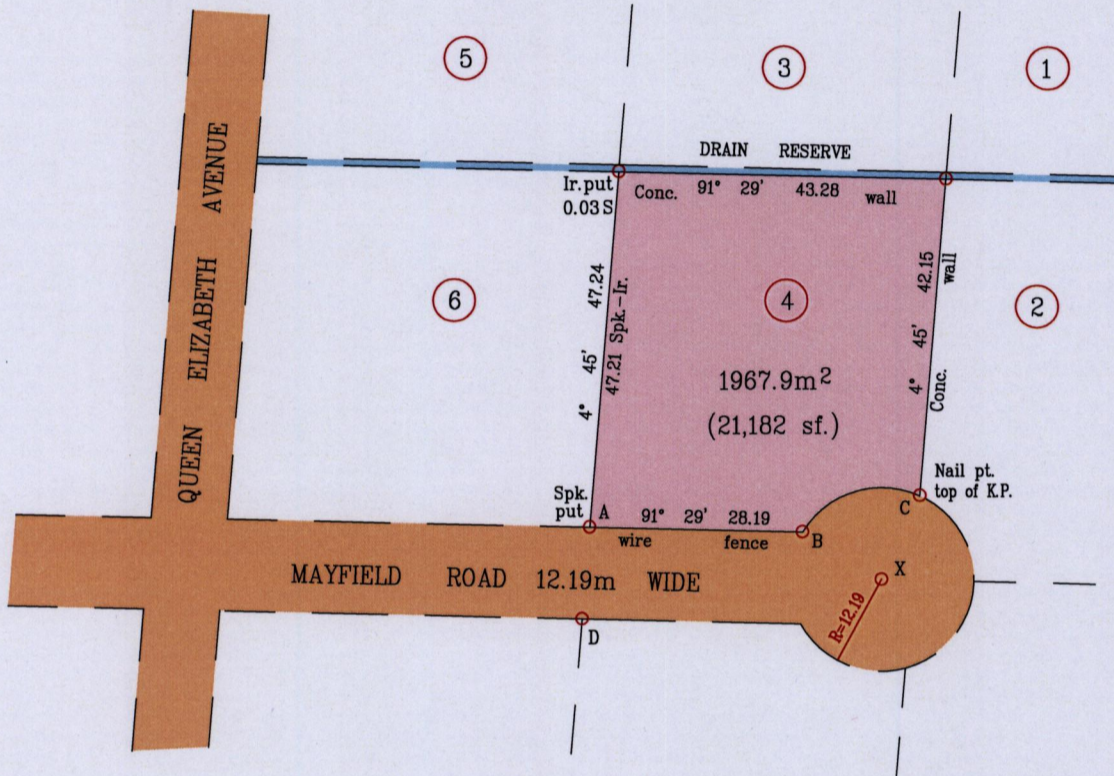 5
3
1
QUEEN ELIZABETH AVENUE
DRAIN RESERVE
Ir. put
0.03 S
Conc. 91° 29' 43.28 wall
6
4° 45' 47.24
47.21 Spk.-Ir.
4
1967.9m²
(21,182 sf.)
4° 45' 42.15
Conc. wall
2
Nail pt.
top of K.P.
C
Spk.
put
A
91° 29' 28.19
wire fence
B
MAYFIELD ROAD 12.19m WIDE
X
R=12.19
D